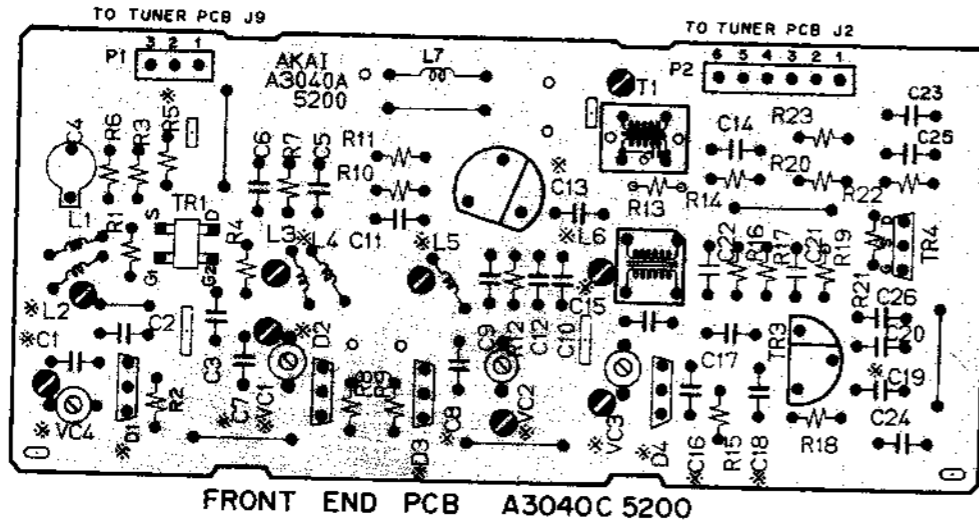 TO TUNER PCB J9
TO TUNER PCB J2
P1
3 2 1
AKAI
A3040A
5200
L7
T1
P2
6 5 4 3 2 1
C23
C4
R6
R3
R5※
C6
R7
C5
R11
R10
C11
※
C13
C14
R23
R20
C25
R13
R14
R22
L1
R1
S
TR1
D
G1
G2
R4
L3
※L4
※L5
※L6
C22
R16
R17
C21
R19
D
S
G
TR4
R21
※L2
※C1
C2
C3
※C7
※VC1
※D2
C9
R12
C12
C10
※
C15
C26
C20
※
C19
TR3
C17
※VC4
※D1
R2
※D3
※C8
※VC2
※VC3
※D4
※C16
R15
※C18
R18
C24
FRONT END PCB A3040C 5200